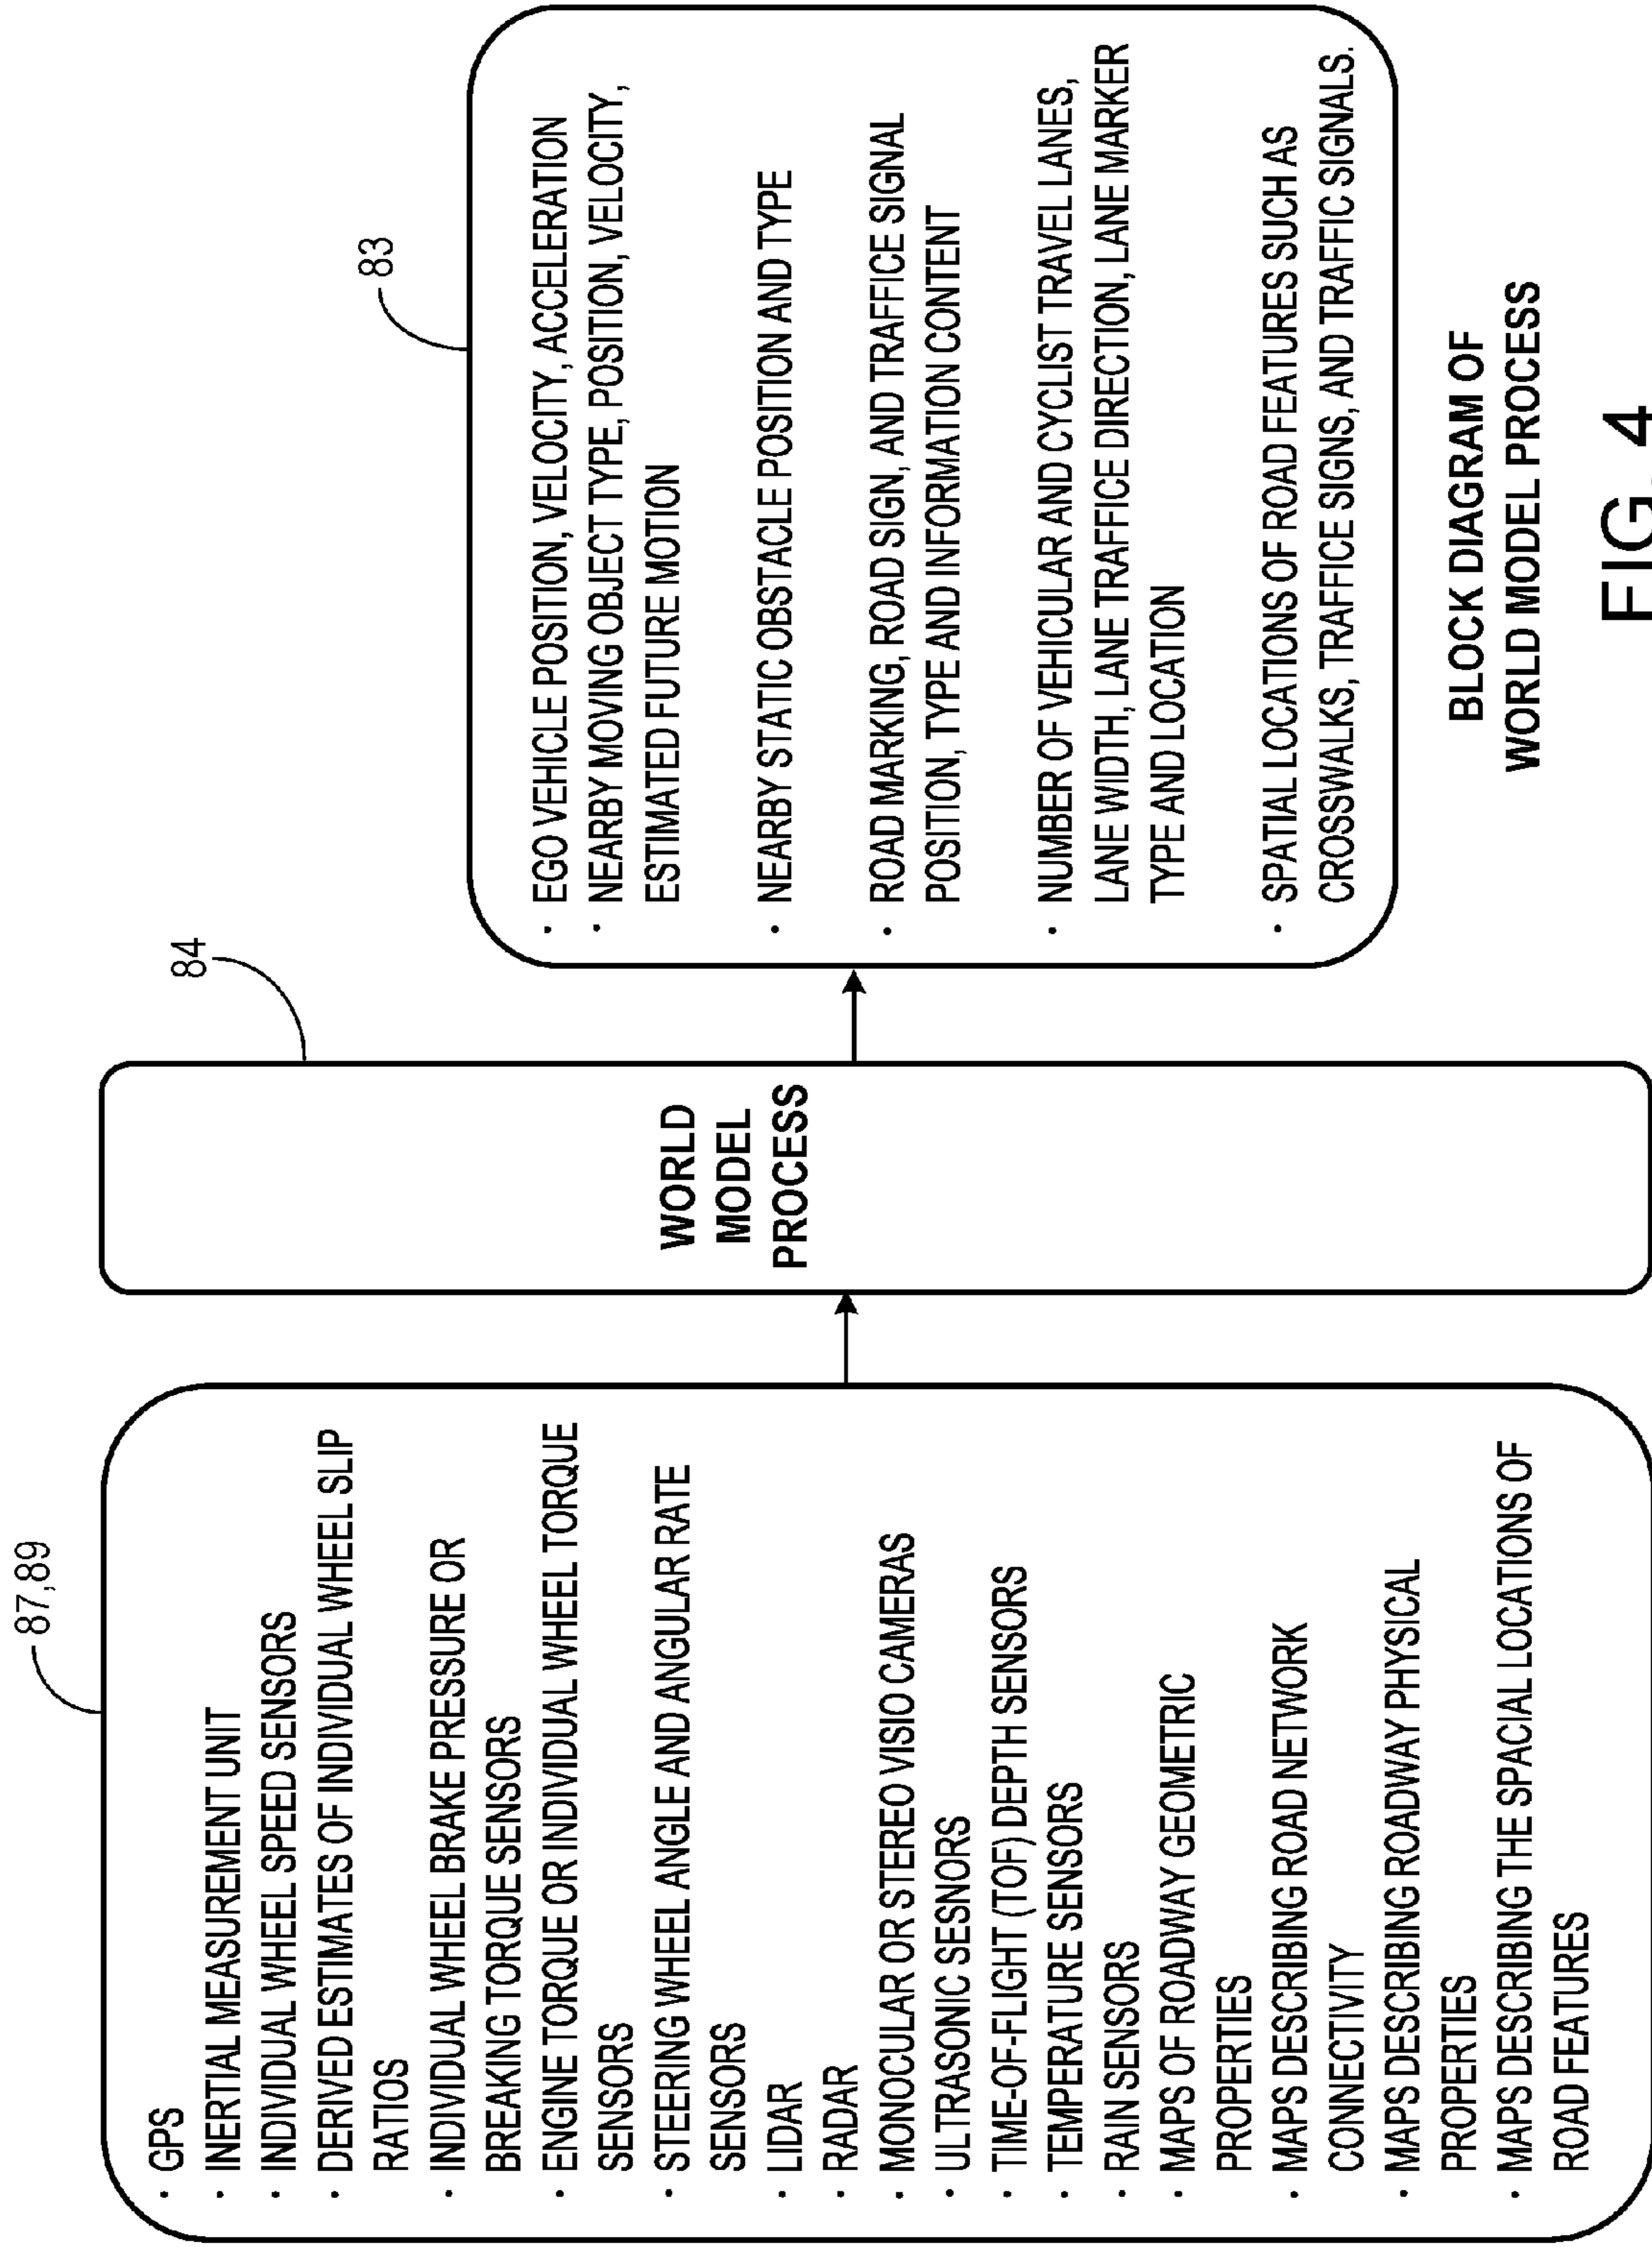 87,89
· GPS
· INERTIAL MEASUREMENT UNIT
· INDIVIDUAL WHEEL SPEED SENSORS
· DERIVED ESTIMATES OF INDIVIDUAL WHEEL SLIP
RATIOS
· INDIVIDUAL WHEEL BRAKE PRESSURE OR
BREAKING TORQUE SENSORS
· ENGINE TORQUE OR INDIVIDUAL WHEEL TORQUE
SENSORS
· STEERING WHEEL ANGLE AND ANGULAR RATE
SENSORS
· LIDAR
· RADAR
· MONOCULAR OR STEREO VISIO CAMERAS
· ULTRASONIC SESNORS
· TIME-OF-FLIGHT (TOF) DEPTH SENSORS
· TEMPERATURE SENSORS
· RAIN SENSORS
· MAPS OF ROADWAY GEOMETRIC
PROPERTIES
· MAPS DESCRIBING ROAD NETWORK
CONNECTIVITY
· MAPS DESCRIBING ROADWAY PHYSICAL
PROPERTIES
· MAPS DESCRIBING THE SPACIAL LOCATIONS OF
ROAD FEATURES
84
WORLD
MODEL
PROCESS
83
· EGO VEHICLE POSITION, VELOCITY, ACCELERATION
· NEARBY MOVING OBJECT TYPE, POSITION, VELOCITY,
ESTIMATED FUTURE MOTION
· NEARBY STATIC OBSTACLE POSITION AND TYPE
· ROAD MARKING, ROAD SIGN, AND TRAFFICE SIGNAL
POSITION, TYPE AND INFORMATION CONTENT
· NUMBER OF VEHICULAR AND CYCLIST TRAVEL LANES,
LANE WIDTH, LANE TRAFFICE DIRECTION, LANE MARKER
TYPE AND LOCATION
· SPATIAL LOCATIONS OF ROAD FEATURES SUCH AS
CROSSWALKS, TRAFFICE SIGNS, AND TRAFFIC SIGNALS.
BLOCK DIAGRAM OF
WORLD MODEL PROCESS
FIG. 4